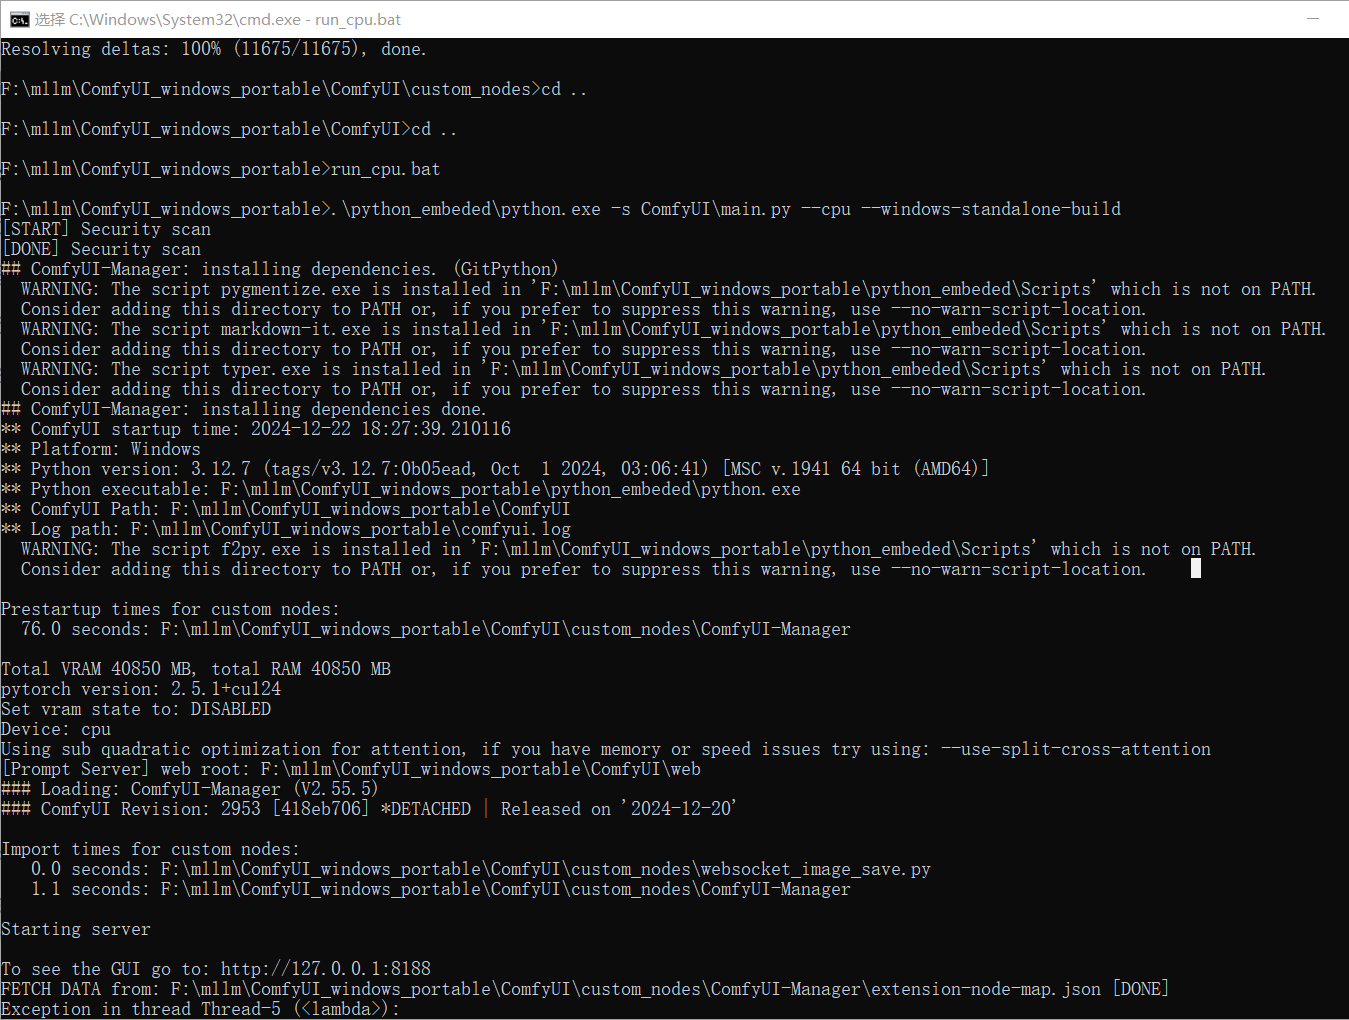 选择 C:\Windows\System32\cmd.exe - run_cpu.bat
Resolving deltas: 100% (11675/11675), done.
F:\mllm\ComfyUI_windows_portable\ComfyUI\custom_nodes>cd ..
F:\mllm\ComfyUI_windows_portable\ComfyUI>cd ..
F:\mllm\ComfyUI_windows_portable>run_cpu.bat
F:\mllm\ComfyUI_windows_portable>.\python_embeded\python.exe -s ComfyUI\main.py --cpu --windows-standalone-build
[START] Security scan
[DONE] Security scan
## ComfyUI-Manager: installing dependencies. (GitPython)
WARNING: The script pygmentize.exe is installed in 'F:\mllm\ComfyUI_windows_portable\python_embeded\Scripts' which is not on PATH.
Consider adding this directory to PATH or, if you prefer to suppress this warning, use --no-warn-script-location.
WARNING: The script markdown-it.exe is installed in 'F:\mllm\ComfyUI_windows_portable\python_embeded\Scripts' which is not on PATH.
Consider adding this directory to PATH or, if you prefer to suppress this warning, use --no-warn-script-location.
WARNING: The script typer.exe is installed in 'F:\mllm\ComfyUI_windows_portable\python_embeded\Scripts' which is not on PATH.
Consider adding this directory to PATH or, if you prefer to suppress this warning, use --no-warn-script-location.
## ComfyUI-Manager: installing dependencies done.
** ComfyUI startup time: 2024-12-22 18:27:39.210116
** Platform: Windows
** Python version: 3.12.7 (tags/v3.12.7:0b05ead, Oct  1 2024, 03:06:41) [MSC v.1941 64 bit (AMD64)]
** Python executable: F:\mllm\ComfyUI_windows_portable\python_embeded\python.exe
** ComfyUI Path: F:\mllm\ComfyUI_windows_portable\ComfyUI
** Log path: F:\mllm\ComfyUI_windows_portable\comfyui.log
WARNING: The script f2py.exe is installed in 'F:\mllm\ComfyUI_windows_portable\python_embeded\Scripts' which is not on PATH.
Consider adding this directory to PATH or, if you prefer to suppress this warning, use --no-warn-script-location.
Prestartup times for custom nodes:
76.0 seconds: F:\mllm\ComfyUI_windows_portable\ComfyUI\custom_nodes\ComfyUI-Manager
Total VRAM 40850 MB, total RAM 40850 MB
pytorch version: 2.5.1+cu124
Set vram state to: DISABLED
Device: cpu
Using sub quadratic optimization for attention, if you have memory or speed issues try using: --use-split-cross-attention
[Prompt Server] web root: F:\mllm\ComfyUI_windows_portable\ComfyUI\web
### Loading: ComfyUI-Manager (V2.55.5)
### ComfyUI Revision: 2953 [418eb706] *DETACHED | Released on '2024-12-20'
Import times for custom nodes:
0.0 seconds: F:\mllm\ComfyUI_windows_portable\ComfyUI\custom_nodes\websocket_image_save.py
1.1 seconds: F:\mllm\ComfyUI_windows_portable\ComfyUI\custom_nodes\ComfyUI-Manager
Starting server
To see the GUI go to: http://127.0.0.1:8188
FETCH DATA from: F:\mllm\ComfyUI_windows_portable\ComfyUI\custom_nodes\ComfyUI-Manager\extension-node-map.json [DONE]
Exception in thread Thread-5 (<lambda>):